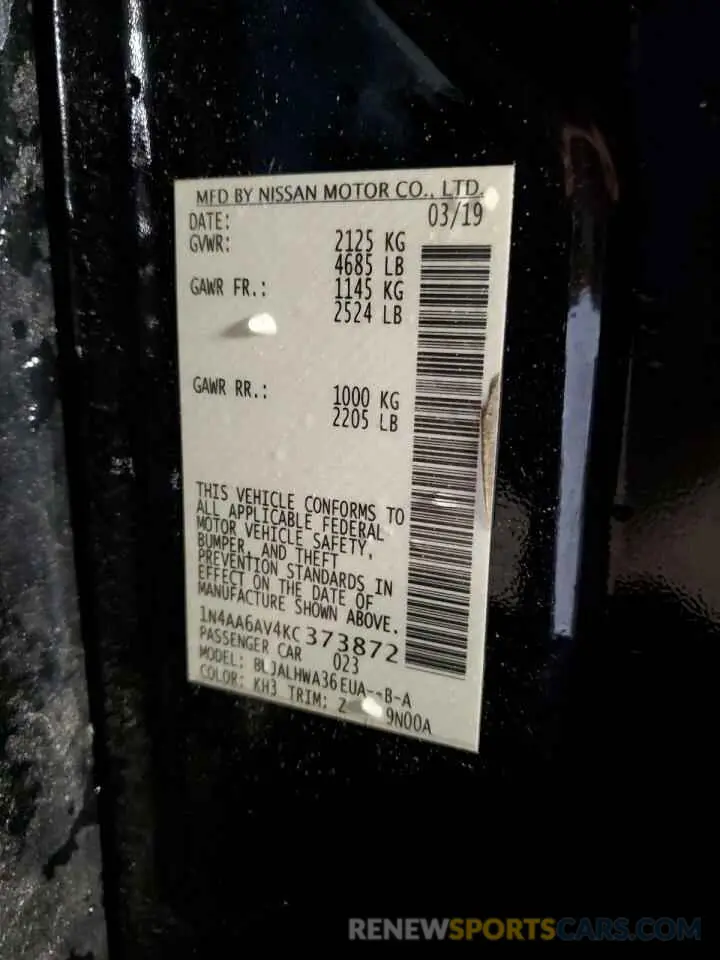 MFD BY NISSAN MOTOR CO., LTD.
DATE: 03/19
GVWR: 2125 KG
4685 LB
GAWR FR.: 1145 KG
2524 LB
GAWR RR.: 1000 KG
2205 LB
THIS VEHICLE CONFORMS TO
ALL APPLICABLE FEDERAL
MOTOR VEHICLE SAFETY,
BUMPER, AND THEFT
PREVENTION STANDARDS IN
EFFECT ON THE DATE OF
MANUFACTURE SHOWN ABOVE.
1N4AA6AV4KC373872
PASSENGER CAR 023
MODEL:
COLOR: KH3 TRIM: Z 9N00A
RENEWSPORTSCARS.COM